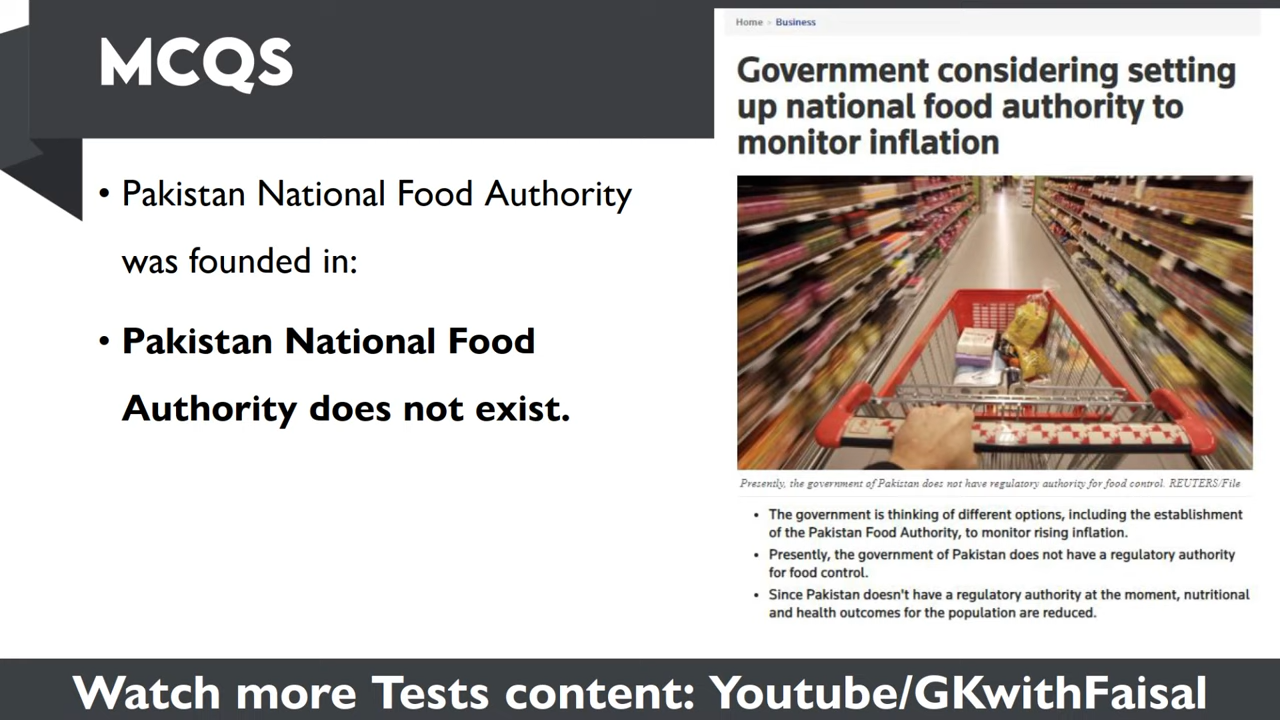 MCQS
• Pakistan National Food Authority
was founded in:
• Pakistan National Food
Authority does not exist.
Home » Business
Government considering setting
up national food authority to
monitor inflation
Presently, the government of Pakistan does not have regulatory authority for food control. REUTERS/File
• The government is thinking of different options, including the establishment
of the Pakistan Food Authority, to monitor rising inflation.
• Presently, the government of Pakistan does not have a regulatory authority
for food control.
• Since Pakistan doesn't have a regulatory authority at the moment, nutritional
and health outcomes for the population are reduced.
Watch more Tests content: Youtube/GKwithFaisal